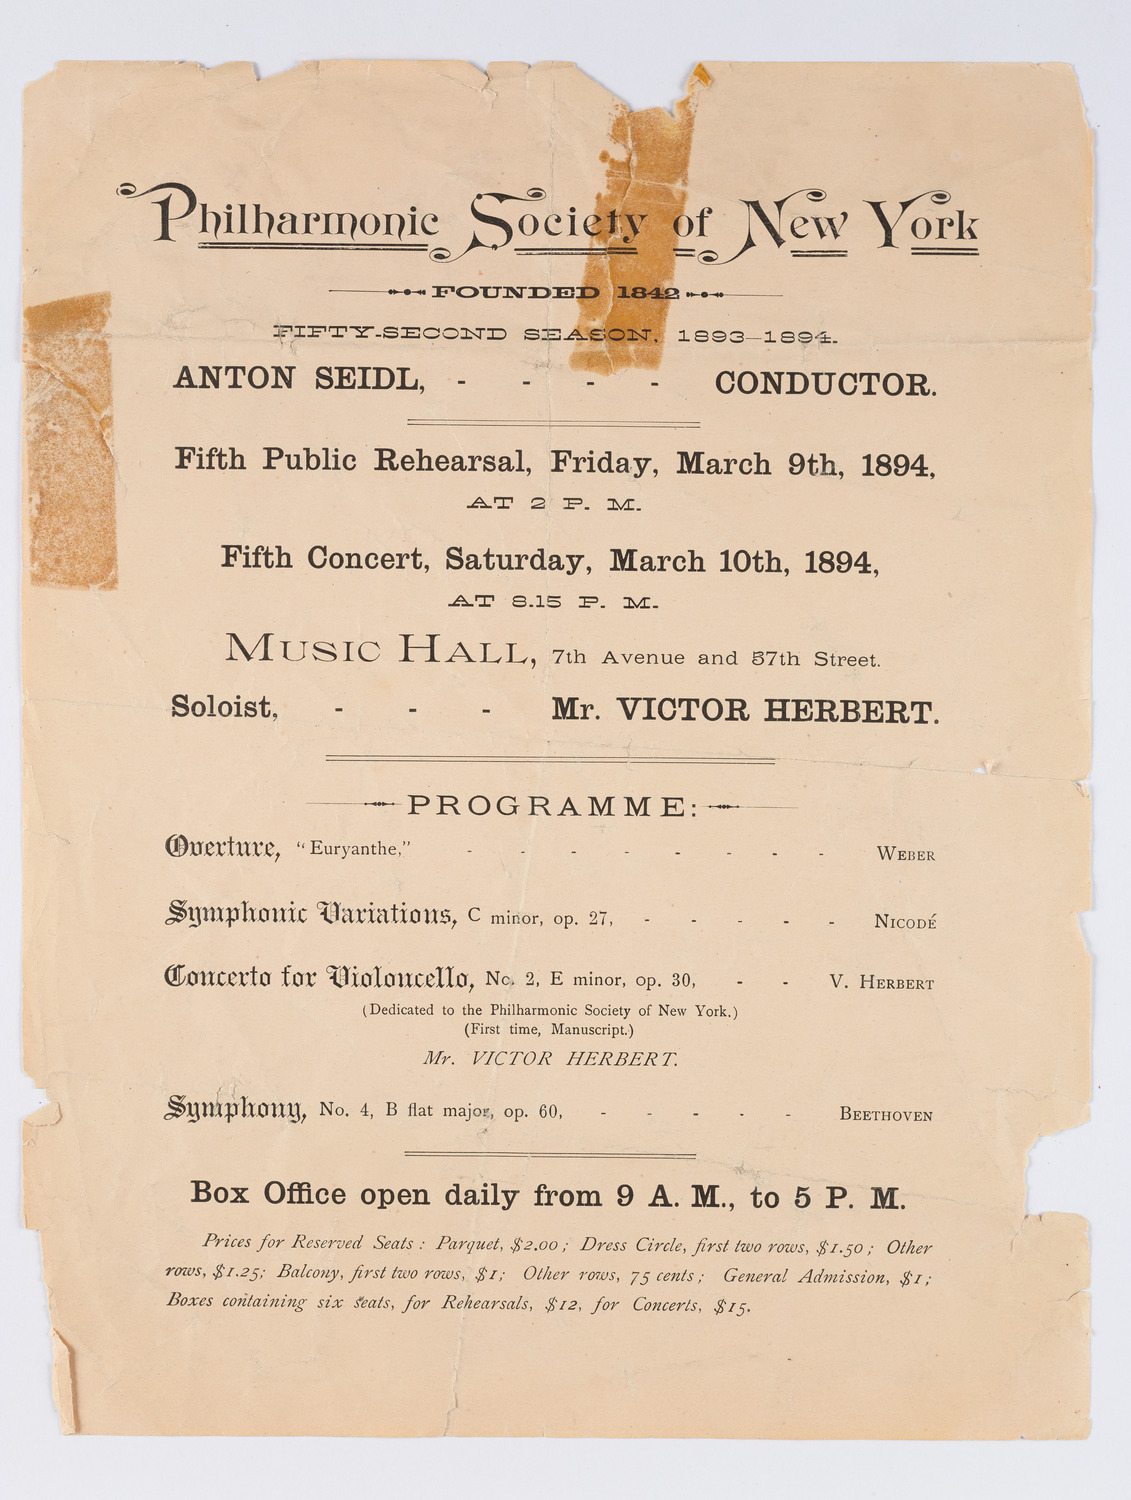 Philharmonic Society of New York
FOUNDED 1842
FIFTY-SECOND SEASON, 1893–1894.
ANTON SEIDL, - - - - CONDUCTOR.
Fifth Public Rehearsal, Friday, March 9th, 1894,
AT 2 P. M.
Fifth Concert, Saturday, March 10th, 1894,
AT 8.15 P. M.
MUSIC HALL, 7th Avenue and 57th Street.
Soloist, - - - Mr. VICTOR HERBERT.
PROGRAMME:
Overture, “Euryanthe,” - - - - - - - - WEBER
Symphonic Variations, C minor, op. 27, - - - - - NICODÉ
Concerto for Violoncello, No. 2, E minor, op. 30, - - V. HERBERT
(Dedicated to the Philharmonic Society of New York.)
(First time, Manuscript.)
Mr. VICTOR HERBERT.
Symphony, No. 4, B flat major, op. 60, - - - - - BEETHOVEN
Box Office open daily from 9 A. M., to 5 P. M.
Prices for Reserved Seats : Parquet, $2.00 ; Dress Circle, first two rows, $1.50 ; Other
rows, $1.25; Balcony, first two rows, $1; Other rows, 75 cents ; General Admission, $1;
Boxes containing six seats, for Rehearsals, $12, for Concerts, $15.